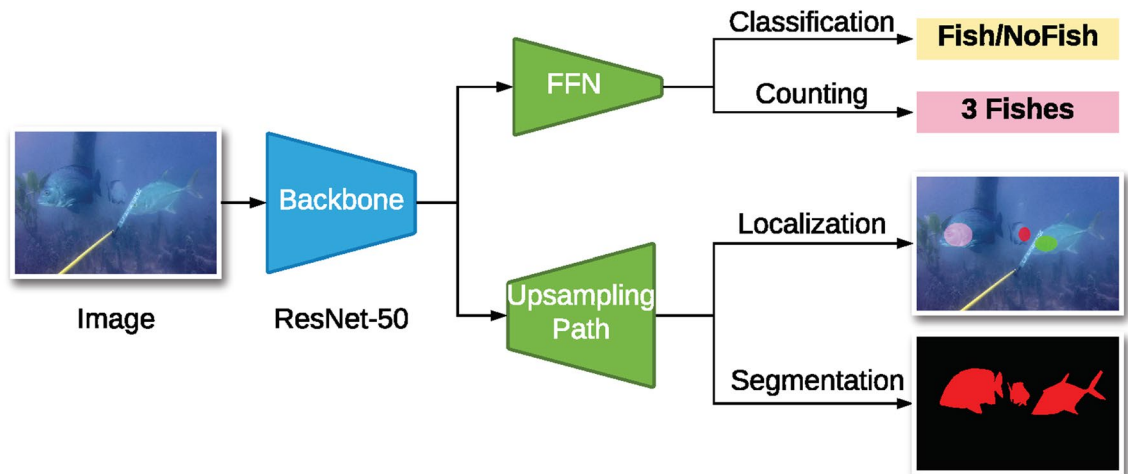 Image
Backbone
ResNet-50
FFN
Upsampling
Path
Classification
Counting
Localization
Segmentation
Fish/NoFish
3 Fishes